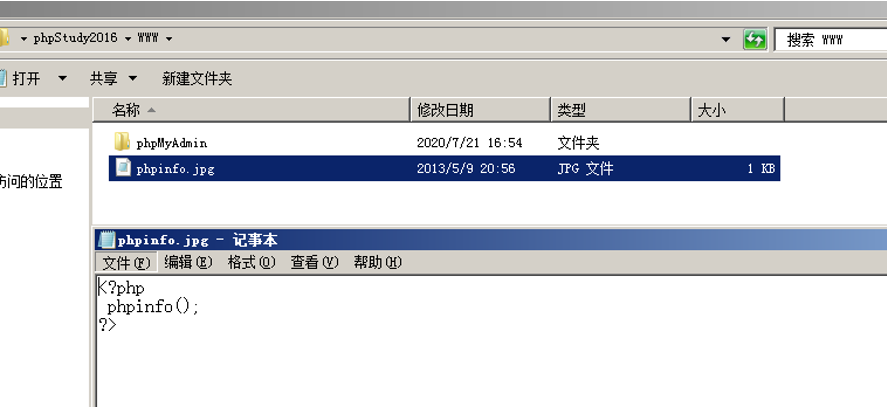 phpStudy2016 WWW
搜索 WWW
打开 共享 新建文件夹
名称 修改日期 类型 大小
phpMyAdmin 2020/7/21 16:54 文件夹
phpinfo.jpg 2013/5/9 20:56 JPG 文件 1 KB
访问的位置
phpinfo.jpg - 记事本
文件(F) 编辑(E) 格式(O) 查看(V) 帮助(H)
<?php
phpinfo();
?>